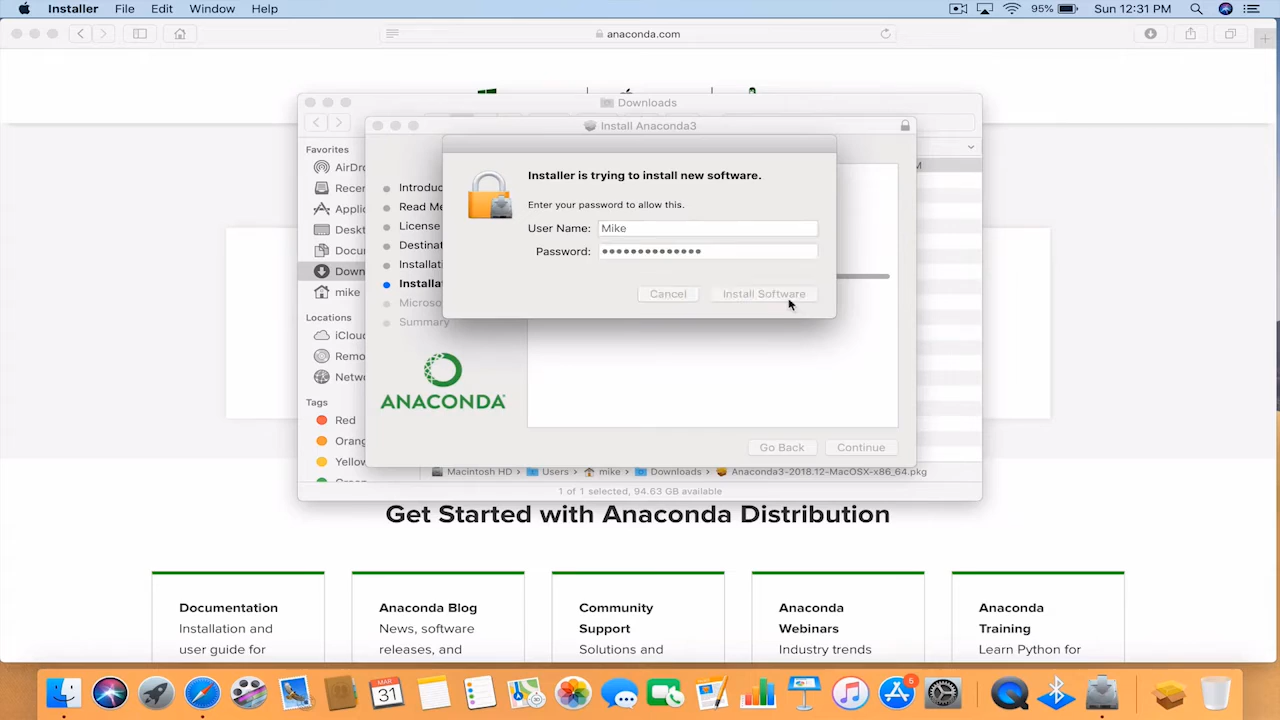 Installer File Edit Window Help
95% Sun 12:31 PM
anaconda.com
Downloads
Install Anaconda3
Favorites
AirDro
Recen
Applic
Deskt
Docu
Down
mike
Locations
iCloud
Remo
Netwo
Tags
Red
Orang
Yellow
Introduc
Read Me
License
Destinat
Installati
Installa
Microso
Summary
ANACONDA
M
Installer is trying to install new software.
Enter your password to allow this.
User Name: Mike
Password: ●●●●●●●●●●●●●●
Cancel Install Software
Go Back Continue
Macintosh HD › Users › mike › Downloads › Anaconda3-2018.12-MacOSX-x86_64.pkg
1 of 1 selected, 94.63 GB available
Get Started with Anaconda Distribution
Documentation
Installation and
user guide for
Anaconda Blog
News, software
releases, and
Community
Support
Solutions and
Anaconda
Webinars
Industry trends
Anaconda
Training
Learn Python for
MAR
31
5